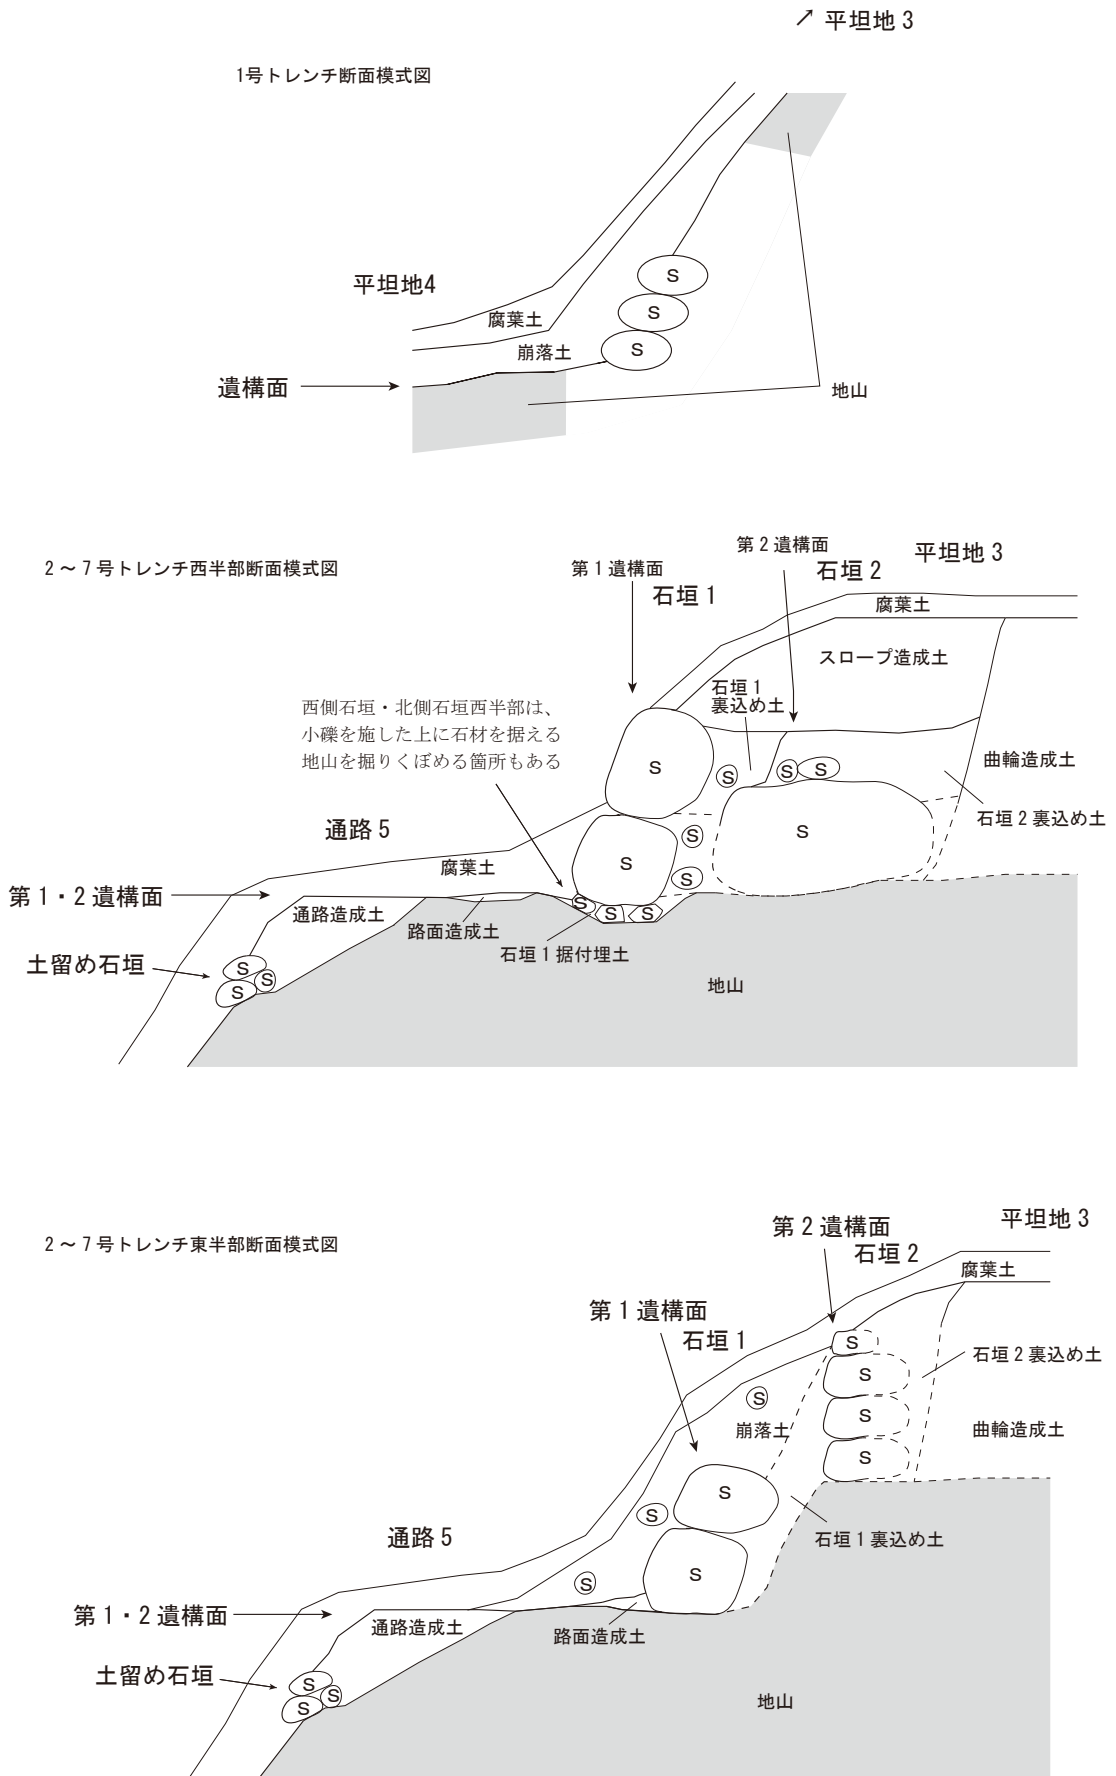 ↗ 平坦地 3
1号トレンチ断面模式図
S
平坦地4
S
腐葉土
S
崩落土
遺構面
地山
第 2 遺構面
平坦地 3
2 ～ 7 号トレンチ西半部断面模式図
第 1 遺構面
石垣 2
石垣 1
腐葉土
スロープ造成土
石垣 1
裏込め土
西側石垣・北側石垣西半部は、
小礫を施した上に石材を据える
地山を掘りくぼめる箇所もある
曲輪造成土
S
S
S
S
石垣 2 裏込め土
通路 5
S
S
S
腐葉土
S
第 1・2 遺構面
S
S
S
通路造成土
路面造成土
石垣 1 据付埋土
土留め石垣
S
S
S
地山
平坦地 3
第 2 遺構面
2 ～ 7 号トレンチ東半部断面模式図
石垣 2
腐葉土
第 1 遺構面
石垣 1
S
石垣 2 裏込め土
S
S
崩落土
S
曲輪造成土
S
S
S
通路 5
石垣 1 裏込め土
S
S
第 1・2 遺構面
通路造成土
路面造成土
土留め石垣
S
S
S
地山